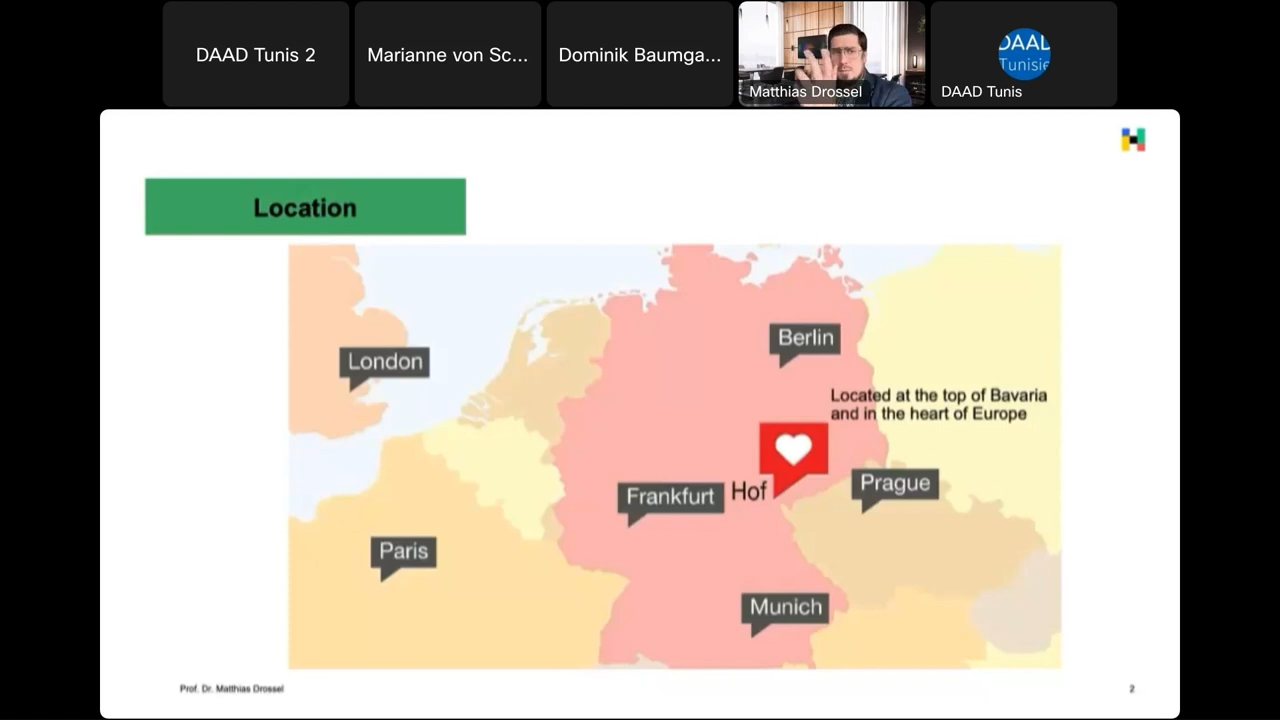 DAAD Tunis 2
Marianne von Sc...
Dominik Baumga...
Matthias Drossel
DAAL
Tunisie
DAAD Tunis
Location
London
Berlin
Located at the top of Bavaria
and in the heart of Europe
Hof
Frankfurt
Prague
Paris
Munich
Prof. Dr. Matthias Drossel
2